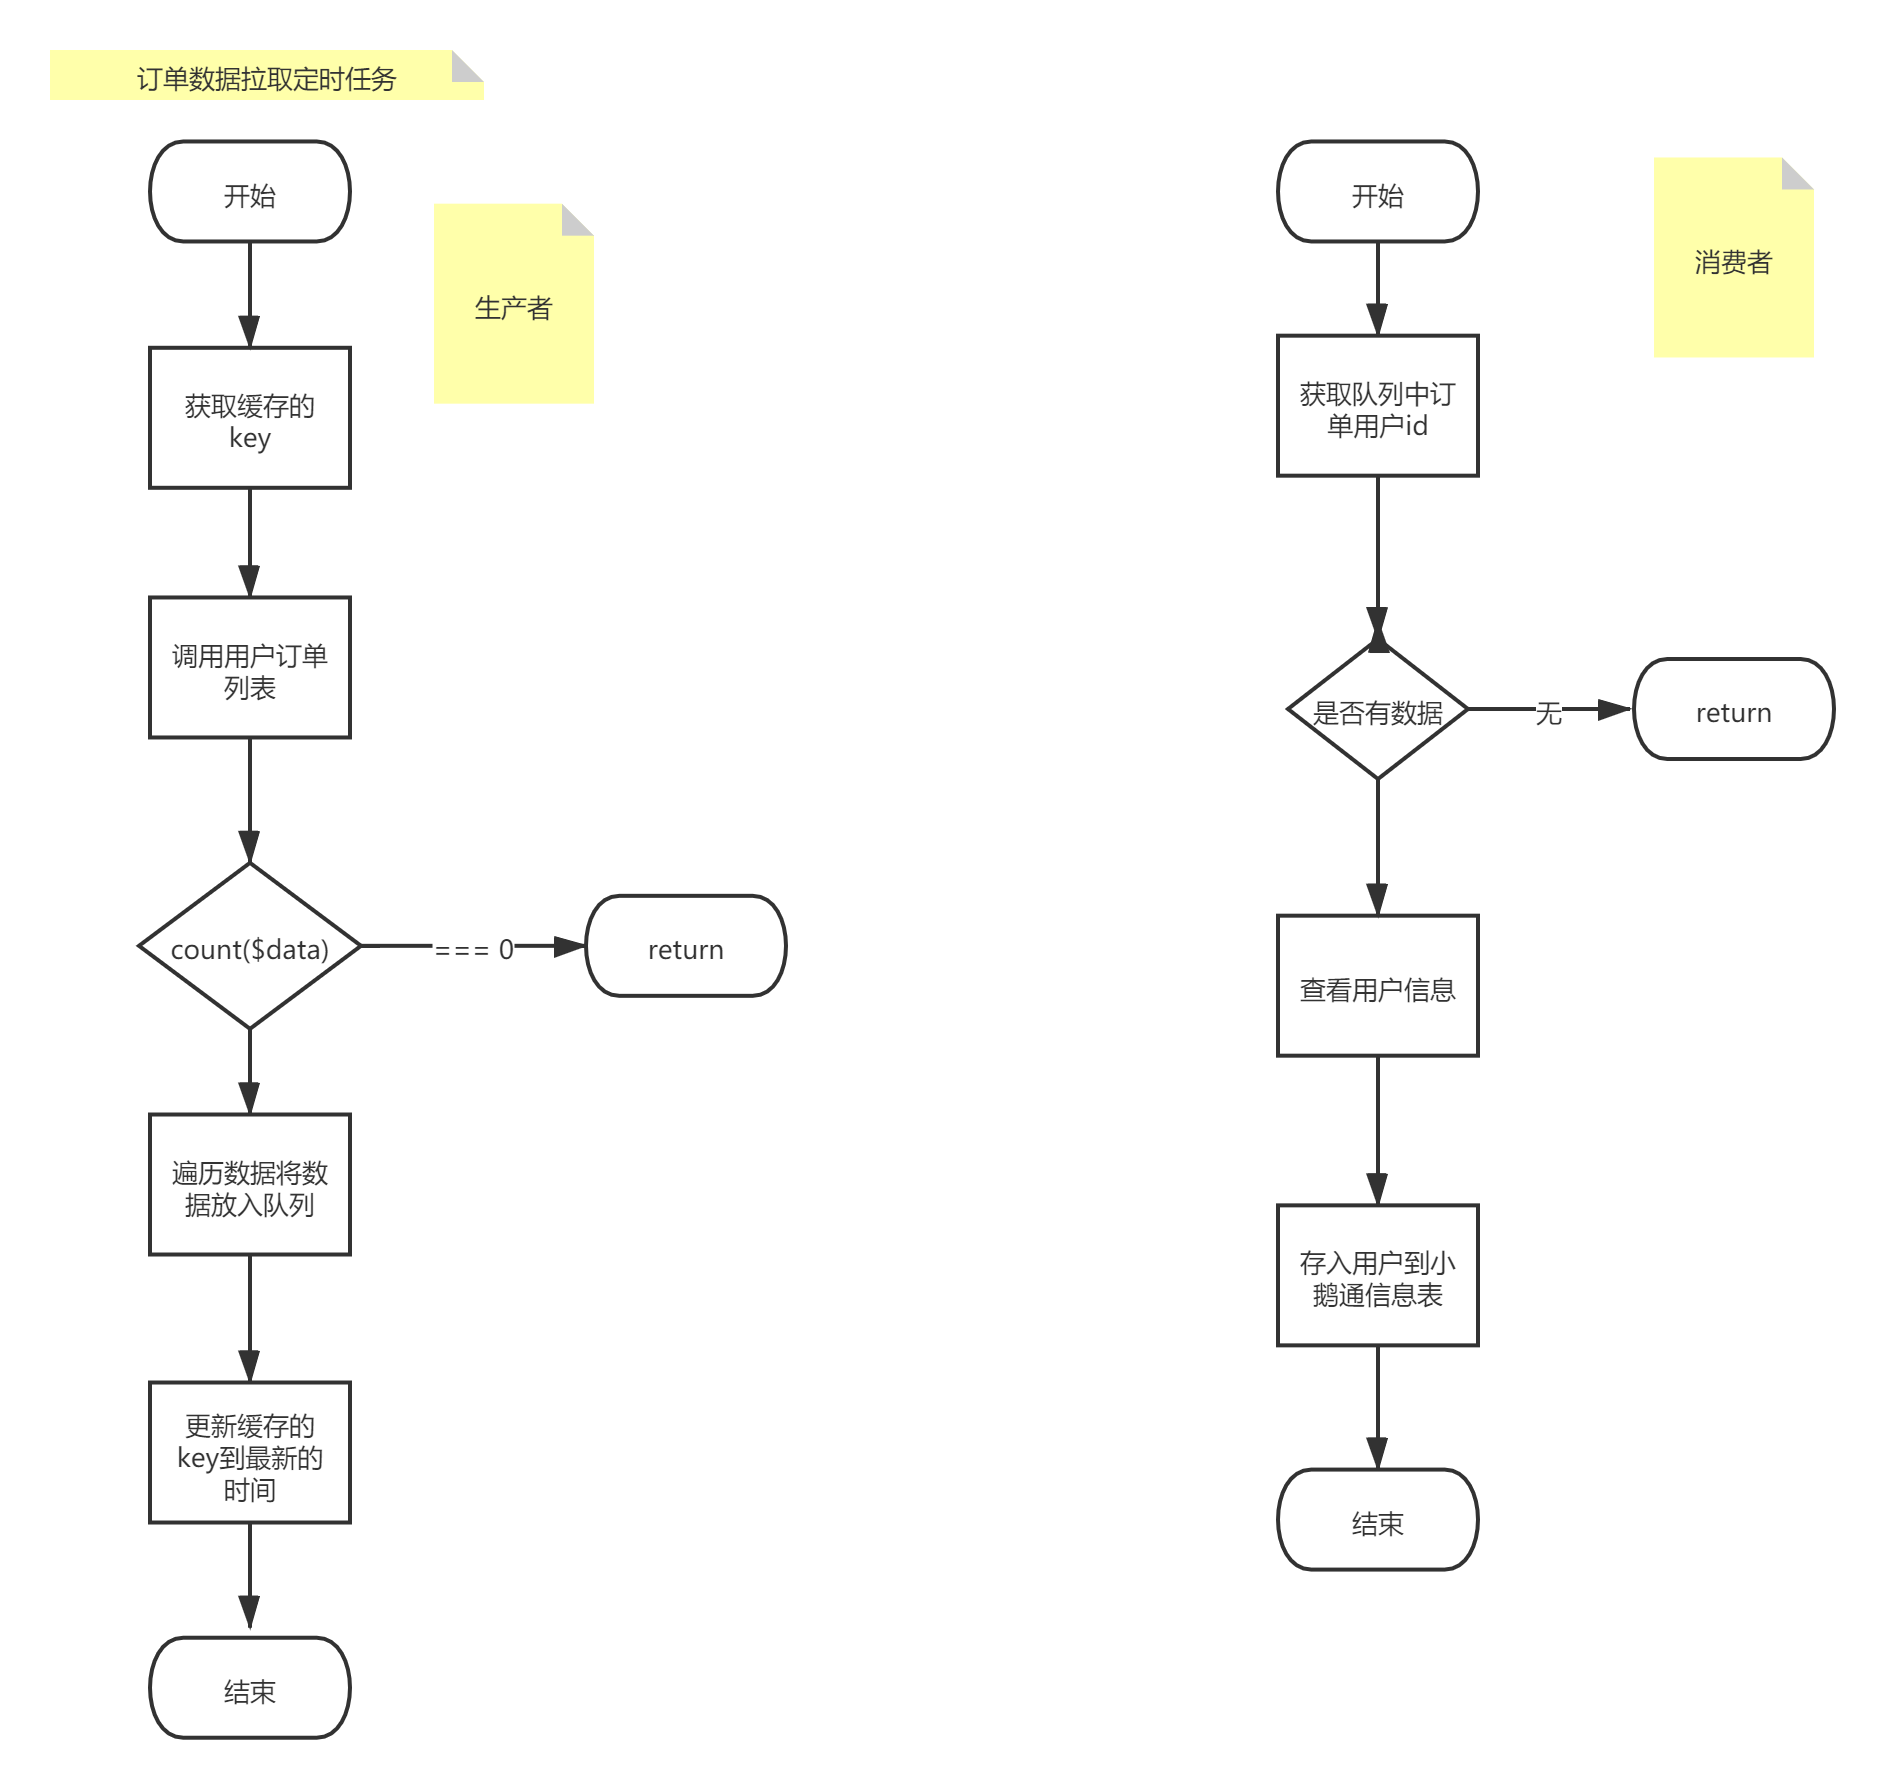 订单数据拉取定时任务
开始
生产者
获取缓存的
key
调用用户订单
列表
count($data)
=== 0
return
遍历数据将数
据放入队列
更新缓存的
key到最新的
时间
结束
开始
消费者
获取队列中订
单用户id
是否有数据
无
return
查看用户信息
存入用户到小
鹅通信息表
结束